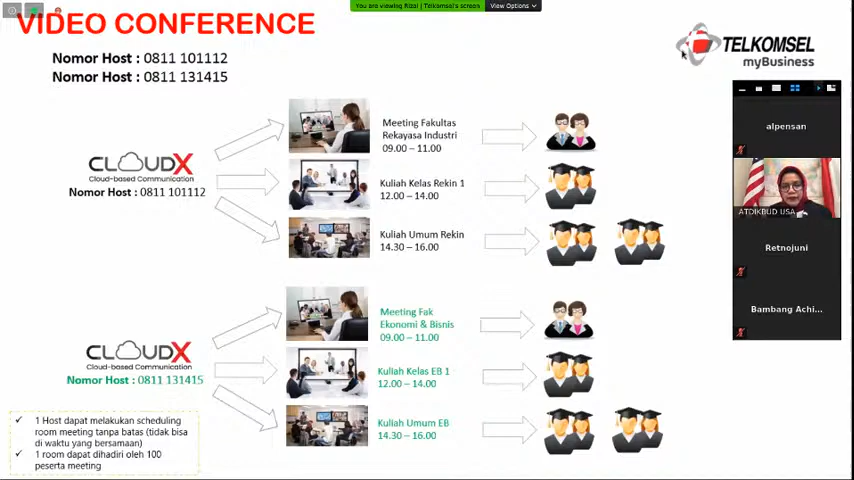 You are viewing Rizal | Telkomsel's screen
View Options
VIDEO CONFERENCE
Nomor Host : 0811 101112
Nomor Host : 0811 131415
TELKOMSEL
myBusiness
CLOUDX
Cloud-based Communication
Nomor Host : 0811 101112
Meeting Fakultas
Rekayasa Industri
09.00 – 11.00
Kuliah Kelas Rekin 1
12.00 – 14.00
Kuliah Umum Rekin
14.30 – 16.00
alpensan
ATDIKBUD USA
Retnojuni
Bambang Achi...
CLOUDX
Cloud-based Communication
Nomor Host : 0811 131415
Meeting Fak
Ekonomi & Bisnis
09.00 – 11.00
Kuliah Kelas EB 1
12.00 – 14.00
Kuliah Umum EB
14.30 – 16.00
✓ 1 Host dapat melakukan scheduling
room meeting tanpa batas (tidak bisa
di waktu yang bersamaan)
✓ 1 room dapat dihadiri oleh 100
peserta meeting